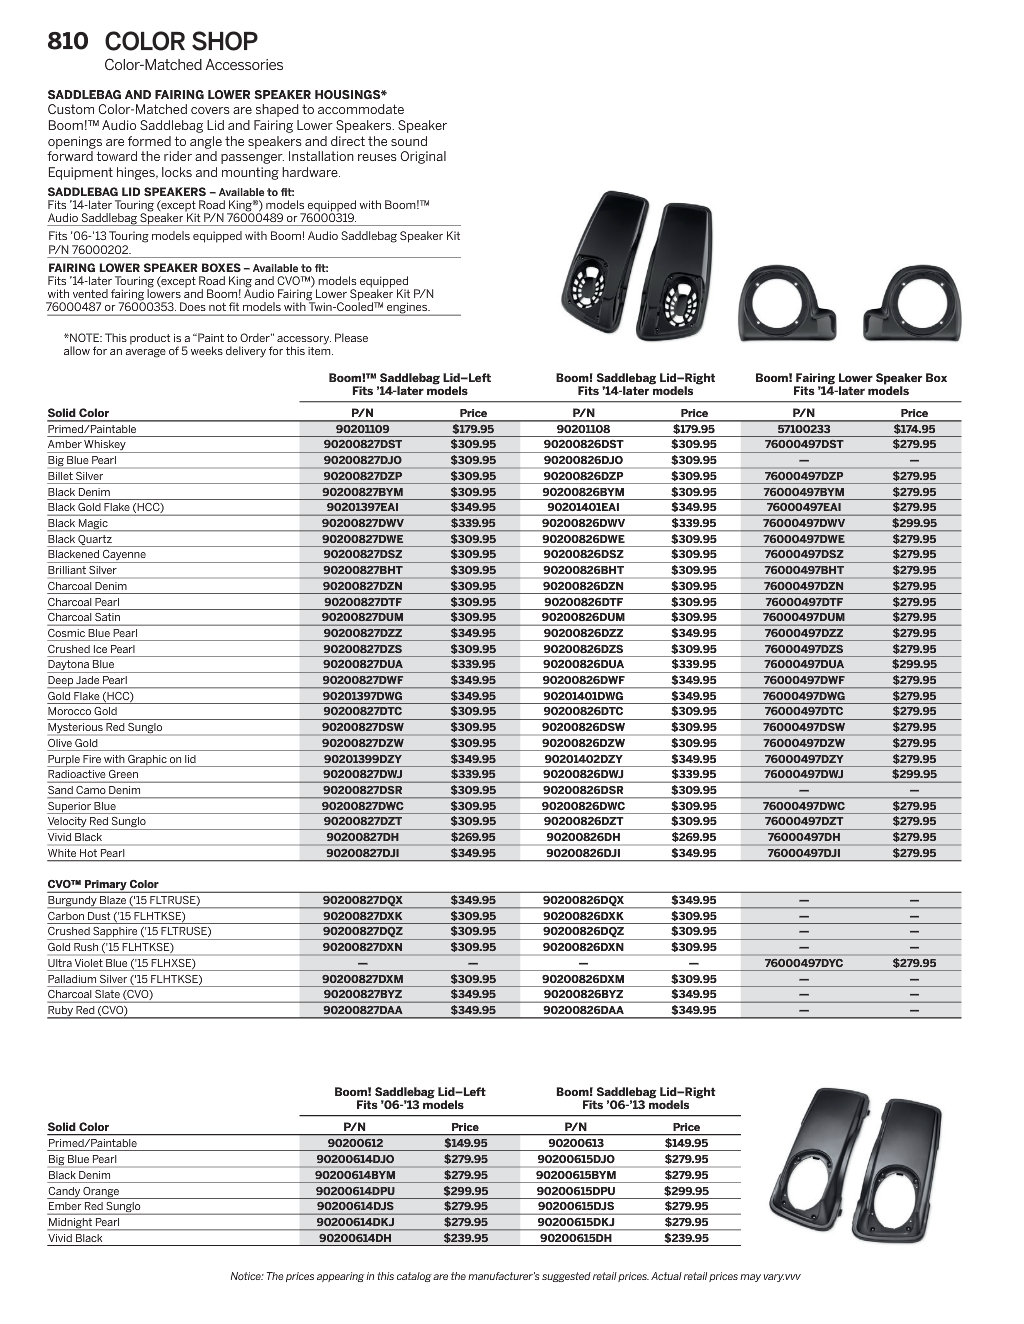 810 COLOR SHOP
Color-Matched Accessories
SADDLEBAG AND FAIRING LOWER SPEAKER HOUSINGS*
Custom Color-Matched covers are shaped to accommodate
Boom!™ Audio Saddlebag Lid and Fairing Lower Speakers. Speaker
openings are formed to angle the speakers and direct the sound
forward toward the rider and passenger. Installation reuses Original
Equipment hinges, locks and mounting hardware.
SADDLEBAG LID SPEAKERS – Available to fit:
Fits ’14-later Touring (except Road King®) models equipped with Boom!™
Audio Saddlebag Speaker Kit P/N 76000489 or 76000319.
Fits ’06-’13 Touring models equipped with Boom! Audio Saddlebag Speaker Kit
P/N 76000202.
FAIRING LOWER SPEAKER BOXES – Available to fit:
Fits ’14-later Touring (except Road King and CVO™) models equipped
with vented fairing lowers and Boom! Audio Fairing Lower Speaker Kit P/N
76000487 or 76000353. Does not fit models with Twin-Cooled™ engines.
*NOTE: This product is a “Paint to Order” accessory. Please
allow for an average of 5 weeks delivery for this item.
Boom!™ Saddlebag Lid–Left Boom! Saddlebag Lid–Right Boom! Fairing Lower Speaker Box
Fits ’14-later models Fits ’14-later models Fits ’14-later models
Solid Color P/N Price P/N Price P/N Price
Primed/Paintable 90201109 $179.95 90201108 $179.95 57100233 $174.95
Amber Whiskey 90200827DST $309.95 90200826DST $309.95 76000497DST $279.95
Big Blue Pearl 90200827DJO $309.95 90200826DJO $309.95 — —
Billet Silver 90200827DZP $309.95 90200826DZP $309.95 76000497DZP $279.95
Black Denim 90200827BYM $309.95 90200826BYM $309.95 76000497BYM $279.95
Black Gold Flake (HCC) 90201397EAI $349.95 90201401EAI $349.95 76000497EAI $279.95
Black Magic 90200827DWV $339.95 90200826DWV $339.95 76000497DWV $299.95
Black Quartz 90200827DWE $309.95 90200826DWE $309.95 76000497DWE $279.95
Blackened Cayenne 90200827DSZ $309.95 90200826DSZ $309.95 76000497DSZ $279.95
Brilliant Silver 90200827BHT $309.95 90200826BHT $309.95 76000497BHT $279.95
Charcoal Denim 90200827DZN $309.95 90200826DZN $309.95 76000497DZN $279.95
Charcoal Pearl 90200827DTF $309.95 90200826DTF $309.95 76000497DTF $279.95
Charcoal Satin 90200827DUM $309.95 90200826DUM $309.95 76000497DUM $279.95
Cosmic Blue Pearl 90200827DZZ $349.95 90200826DZZ $349.95 76000497DZZ $279.95
Crushed Ice Pearl 90200827DZS $309.95 90200826DZS $309.95 76000497DZS $279.95
Daytona Blue 90200827DUA $339.95 90200826DUA $339.95 76000497DUA $299.95
Deep Jade Pearl 90200827DWF $349.95 90200826DWF $349.95 76000497DWF $279.95
Gold Flake (HCC) 90201397DWG $349.95 90201401DWG $349.95 76000497DWG $279.95
Morocco Gold 90200827DTC $309.95 90200826DTC $309.95 76000497DTC $279.95
Mysterious Red Sunglo 90200827DSW $309.95 90200826DSW $309.95 76000497DSW $279.95
Olive Gold 90200827DZW $309.95 90200826DZW $309.95 76000497DZW $279.95
Purple Fire with Graphic on lid 90201399DZY $349.95 90201402DZY $349.95 76000497DZY $279.95
Radioactive Green 90200827DWJ $339.95 90200826DWJ $339.95 76000497DWJ $299.95
Sand Camo Denim 90200827DSR $309.95 90200826DSR $309.95 — —
Superior Blue 90200827DWC $309.95 90200826DWC $309.95 76000497DWC $279.95
Velocity Red Sunglo 90200827DZT $309.95 90200826DZT $309.95 76000497DZT $279.95
Vivid Black 90200827DH $269.95 90200826DH $269.95 76000497DH $279.95
White Hot Pearl 90200827DJI $349.95 90200826DJI $349.95 76000497DJI $279.95
CVO™ Primary Color
Burgundy Blaze (’15 FLTRUSE) 90200827DQX $349.95 90200826DQX $349.95 — —
Carbon Dust (’15 FLHTKSE) 90200827DXK $309.95 90200826DXK $309.95 — —
Crushed Sapphire (’15 FLTRUSE) 90200827DQZ $309.95 90200826DQZ $309.95 — —
Gold Rush (’15 FLHTKSE) 90200827DXN $309.95 90200826DXN $309.95 — —
Ultra Violet Blue (’15 FLHXSE) — — — — 76000497DYC $279.95
Palladium Silver (’15 FLHTKSE) 90200827DXM $309.95 90200826DXM $309.95 — —
Charcoal Slate (CVO) 90200827BYZ $349.95 90200826BYZ $349.95 — —
Ruby Red (CVO) 90200827DAA $349.95 90200826DAA $349.95 — —
Boom! Saddlebag Lid–Left Boom! Saddlebag Lid–Right
Fits ’06-’13 models Fits ’06-’13 models
Solid Color P/N Price P/N Price
Primed/Paintable 90200612 $149.95 90200613 $149.95
Big Blue Pearl 90200614DJO $279.95 90200615DJO $279.95
Black Denim 90200614BYM $279.95 90200615BYM $279.95
Candy Orange 90200614DPU $299.95 90200615DPU $299.95
Ember Red Sunglo 90200614DJS $279.95 90200615DJS $279.95
Midnight Pearl 90200614DKJ $279.95 90200615DKJ $279.95
Vivid Black 90200614DH $239.95 90200615DH $239.95
Notice: The prices appearing in this catalog are the manufacturer’s suggested retail prices. Actual retail prices may vary.vvv